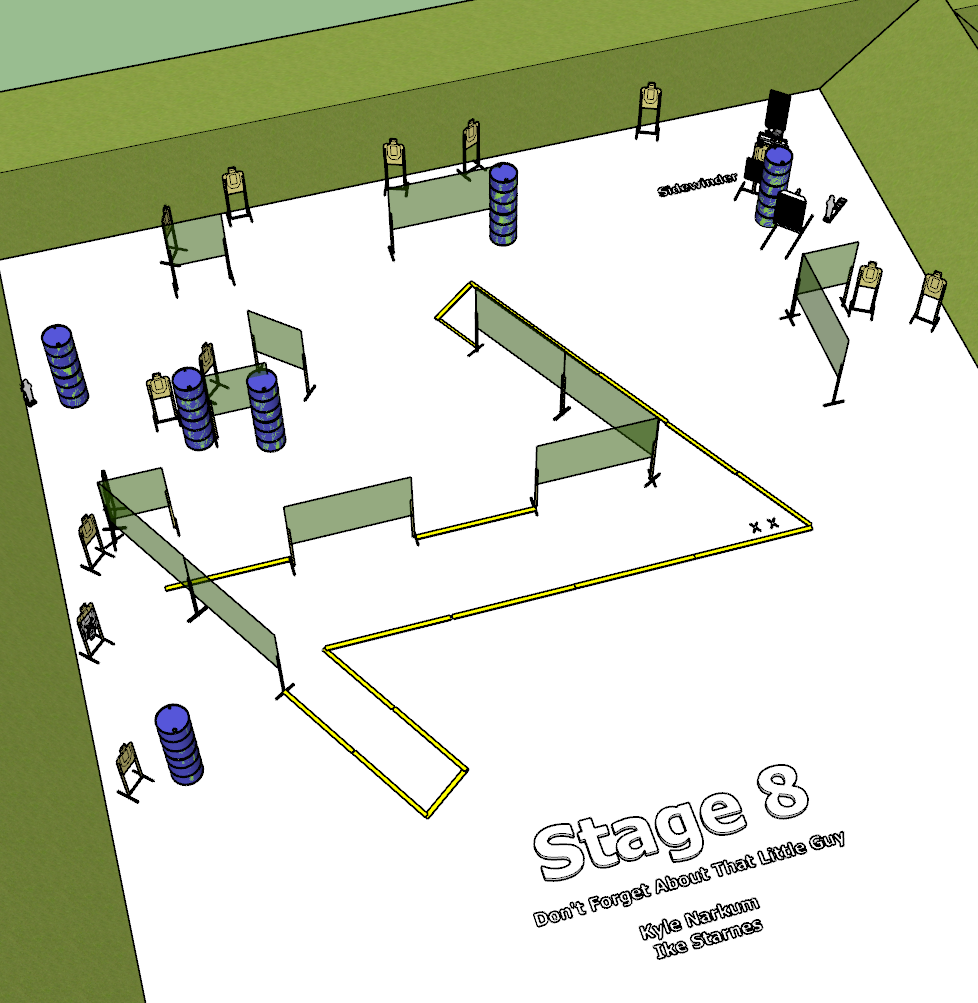 Sidewinder
Stage 8
Don't Forget About That Little Guy
Kyle Narkum
Ike Starnes